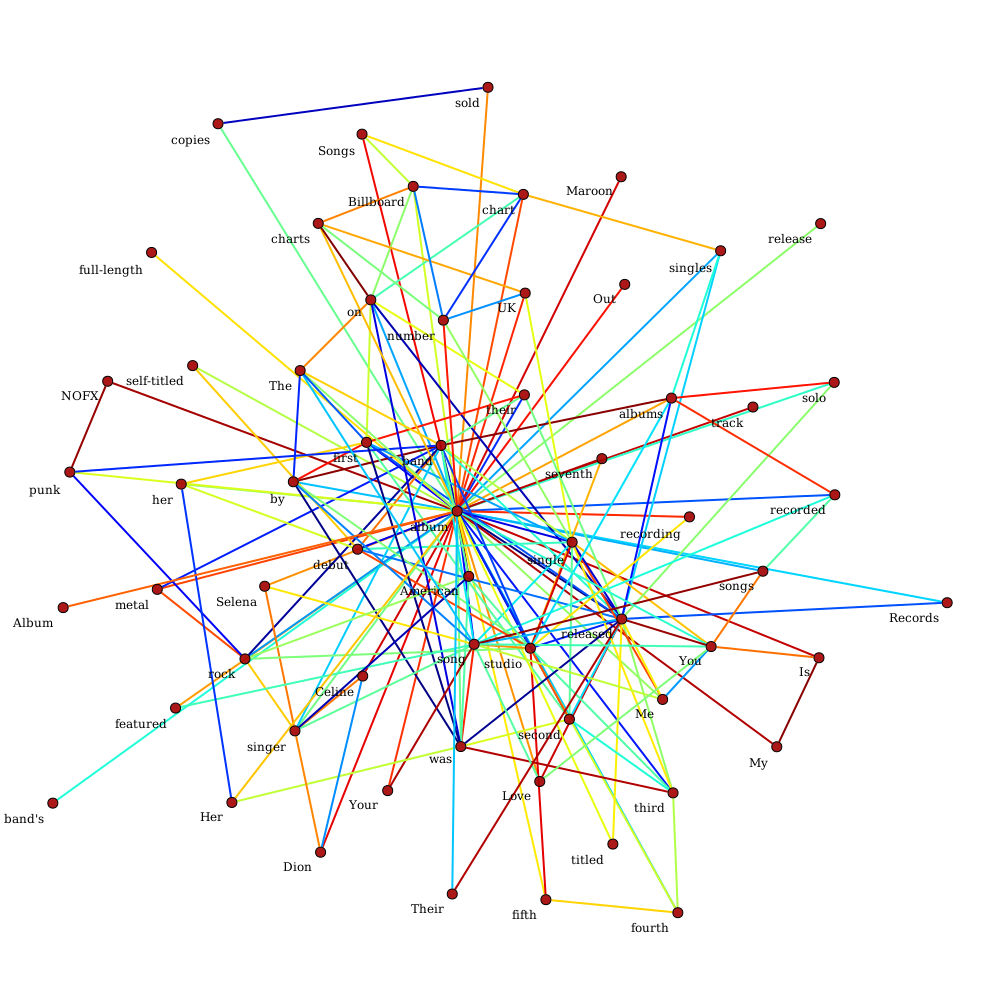 sold
copies
Songs
Maroon
Billboard
chart
charts
release
full-length
singles
Out
UK
on
number
The
self-titled
NOFX
their
albums
solo
track
first
band
seventh
punk
her
by
recorded
album
recording
single
debut
songs
American
Selena
metal
Album
Records
released
song
studio
You
Is
rock
Celine
Me
featured
second
singer
was
My
Love
Your
third
Her
band's
titled
Dion
Their
fifth
fourth